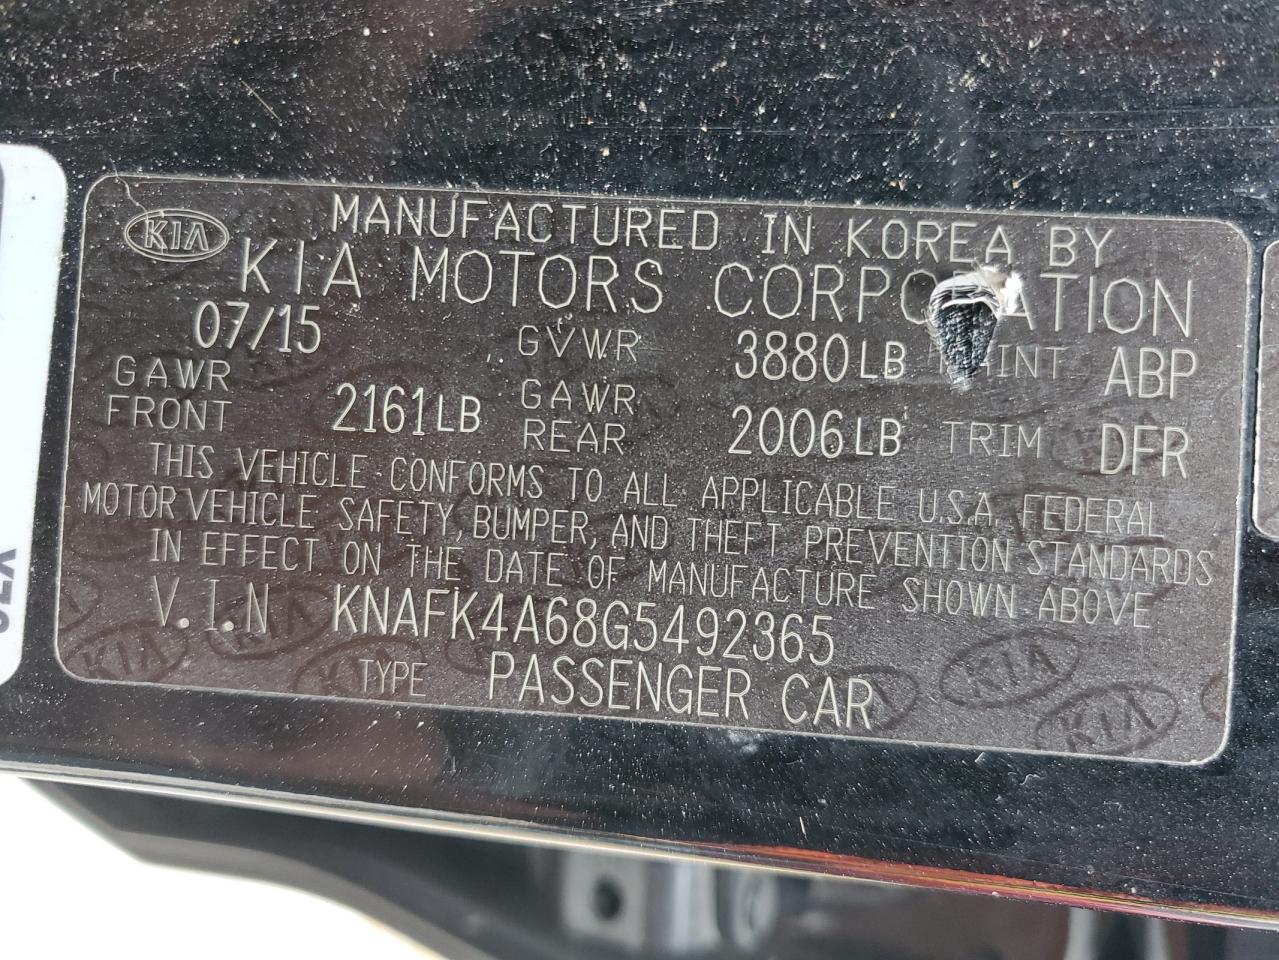 KIA MANUFACTURED IN KOREA BY
KIA MOTORS CORPORATION
07/15 GVWR 3880LB PAINT ABP
GAWR FRONT 2161LB GAWR REAR 2006LB TRIM DFR
THIS VEHICLE CONFORMS TO ALL APPLICABLE U.S.A. FEDERAL
MOTOR VEHICLE SAFETY, BUMPER, AND THEFT PREVENTION STANDARDS
IN EFFECT ON THE DATE OF MANUFACTURE SHOWN ABOVE.
V.I.N KNAFK4A68G5492365
TYPE PASSENGER CAR